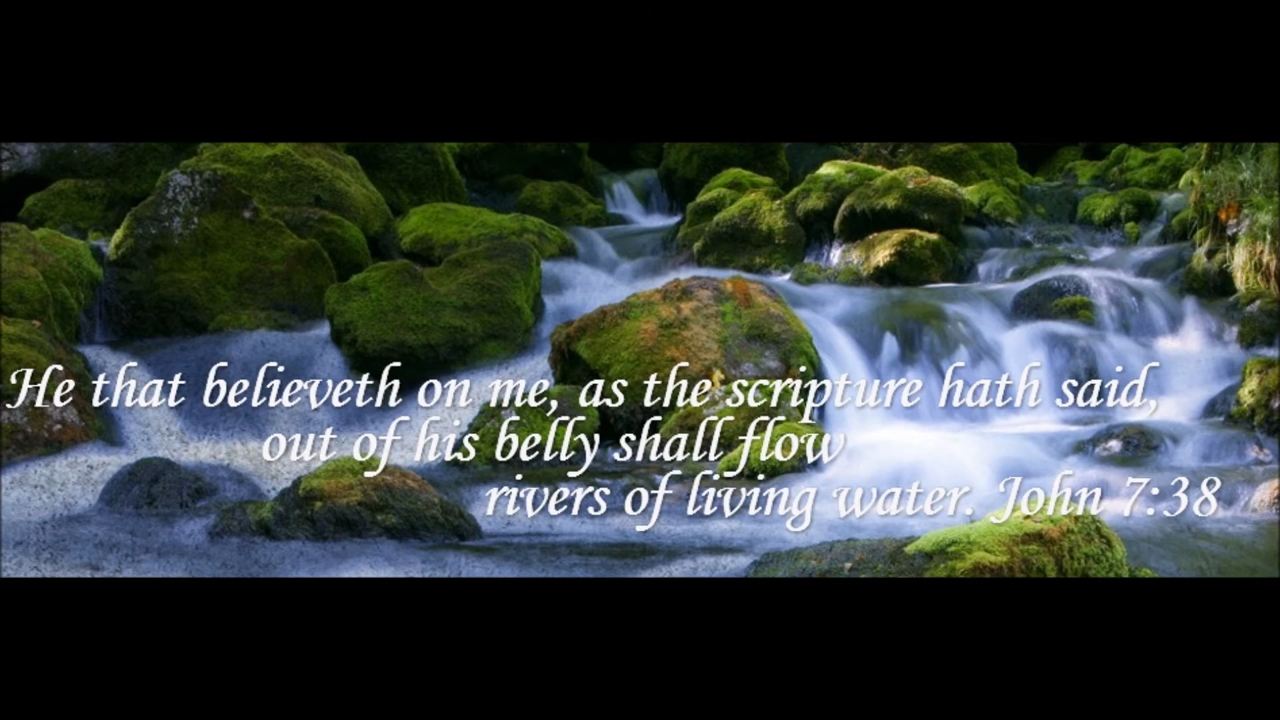 He that believeth on me, as the scripture hath said,
out of his belly shall flow
rivers of living water. John 7:38